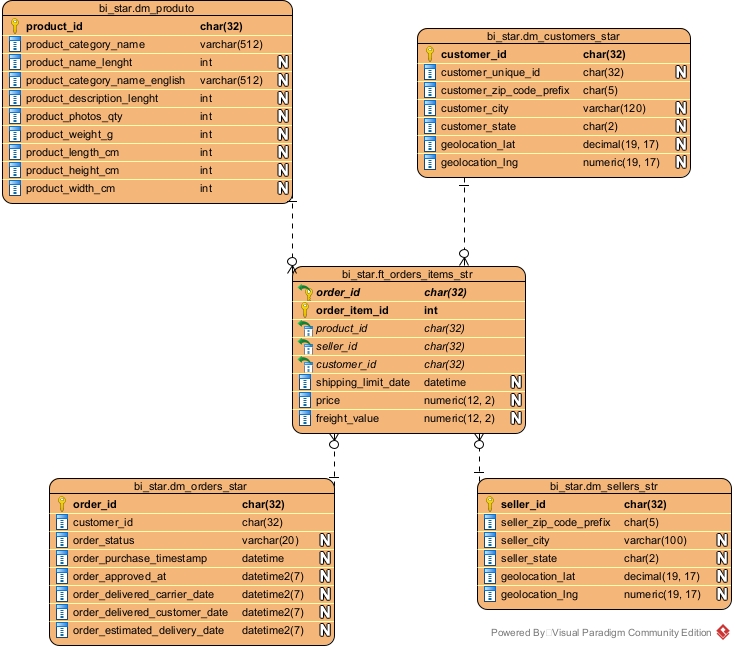 bi_star.dm_produto
product_id char(32)
product_category_name varchar(512)
product_name_lenght int N
product_category_name_english varchar(512) N
product_description_lenght int N
product_photos_qty int N
product_weight_g int N
product_length_cm int N
product_height_cm int N
product_width_cm int N
bi_star.dm_customers_star
customer_id char(32)
customer_unique_id char(32) N
customer_zip_code_prefix char(5)
customer_city varchar(120) N
customer_state char(2) N
geolocation_lat decimal(19, 17) N
geolocation_lng numeric(19, 17) N
bi_star.ft_orders_items_str
order_id char(32)
order_item_id int
product_id char(32)
seller_id char(32)
customer_id char(32)
shipping_limit_date datetime N
price numeric(12, 2) N
freight_value numeric(12, 2) N
bi_star.dm_orders_star
order_id char(32)
customer_id char(32)
order_status varchar(20) N
order_purchase_timestamp datetime N
order_approved_at datetime2(7) N
order_delivered_carrier_date datetime2(7) N
order_delivered_customer_date datetime2(7) N
order_estimated_delivery_date datetime2(7) N
bi_star.dm_sellers_str
seller_id char(32)
seller_zip_code_prefix char(5)
seller_city varchar(100) N
seller_state char(2) N
geolocation_lat decimal(19, 17) N
geolocation_lng numeric(19, 17) N
Powered By Visual Paradigm Community Edition